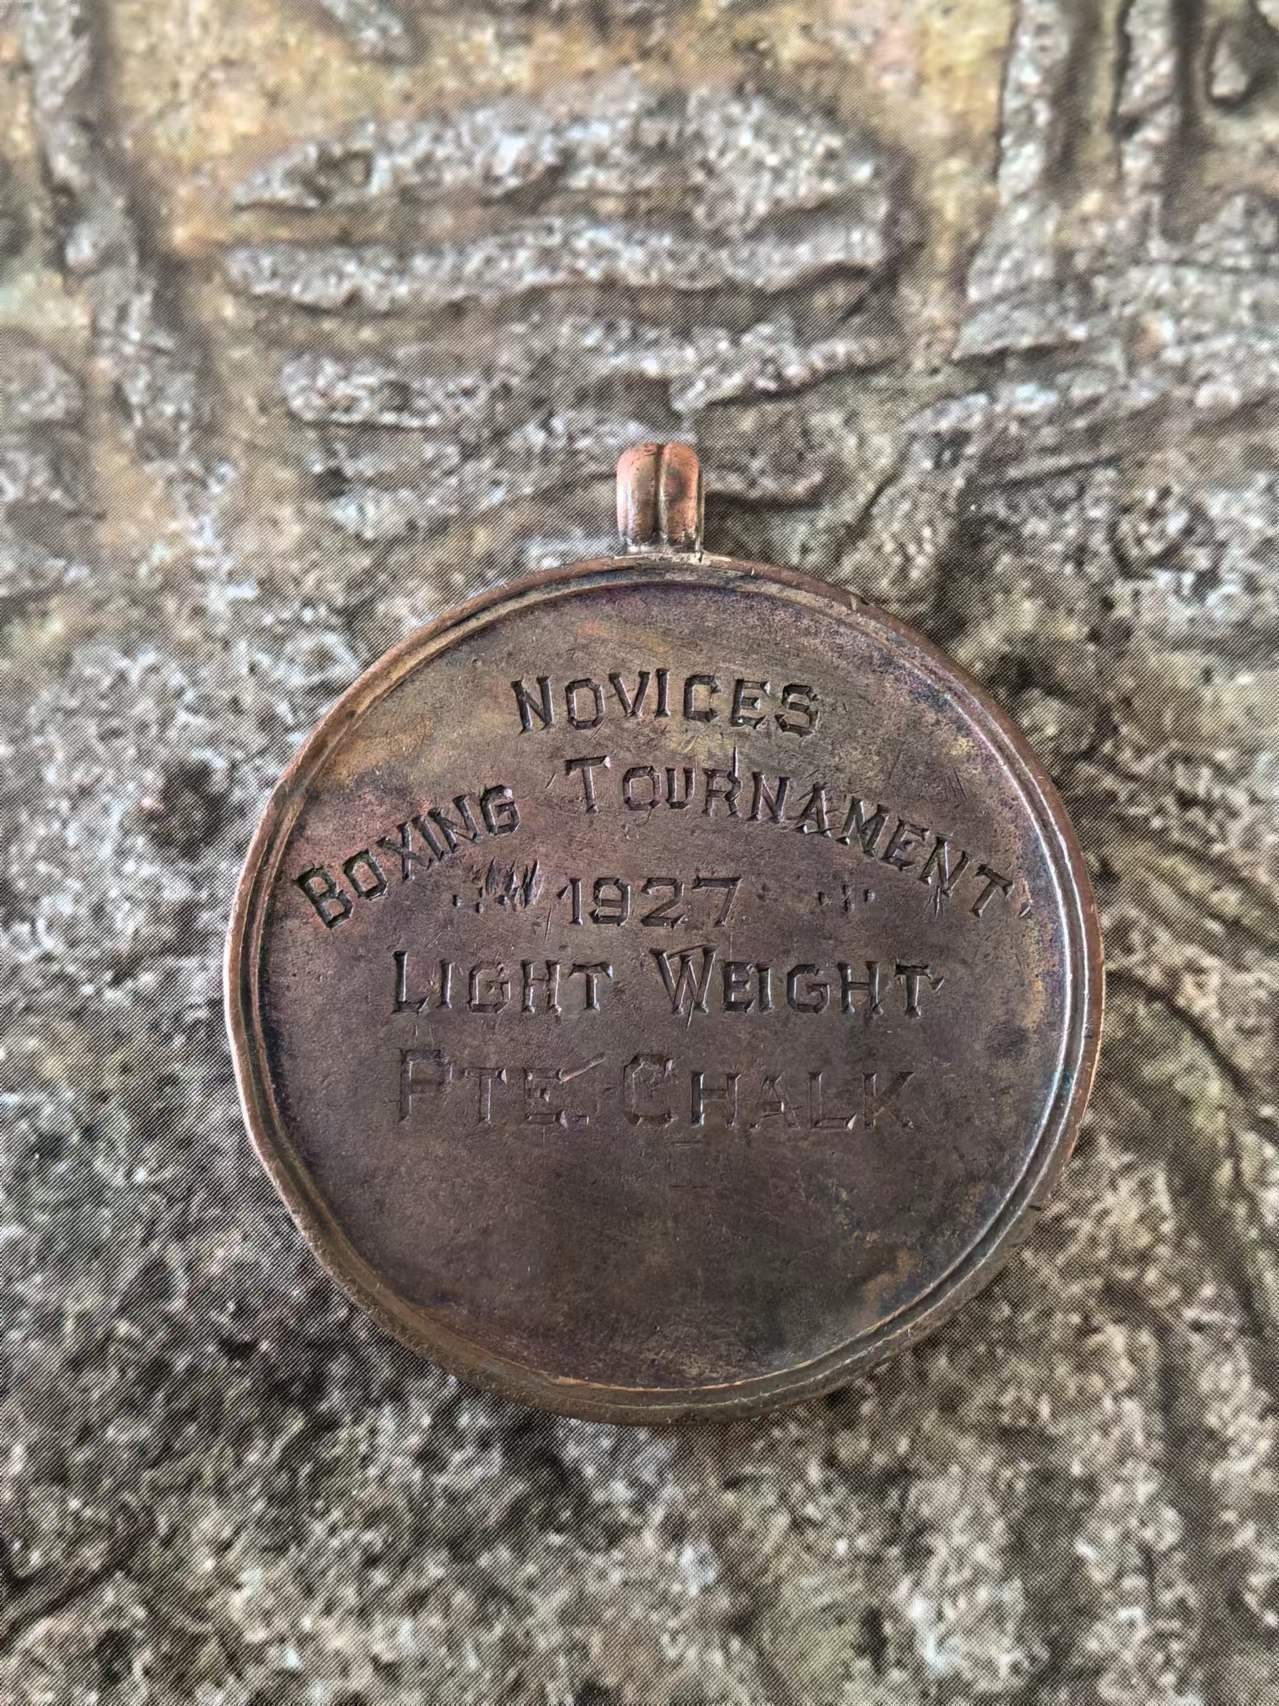 NOVICES
BOXING TOURNAMENT.
1927
LIGHT WEIGHT
PTE. CHALK